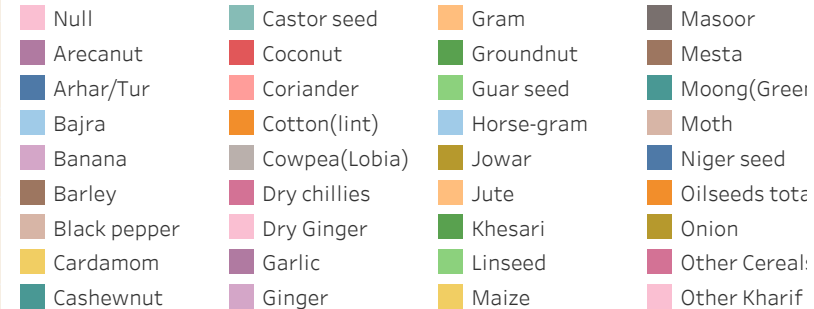 Null
Arecanut
Arhar/Tur
Bajra
Banana
Barley
Black pepper
Cardamom
Cashewnut
Castor seed
Coconut
Coriander
Cotton(lint)
Cowpea(Lobia)
Dry chillies
Dry Ginger
Garlic
Ginger
Gram
Groundnut
Guar seed
Horse-gram
Jowar
Jute
Khesari
Linseed
Maize
Masoor
Mesta
Moong(Green
Moth
Niger seed
Oilseeds tota
Onion
Other Cereals
Other Kharif